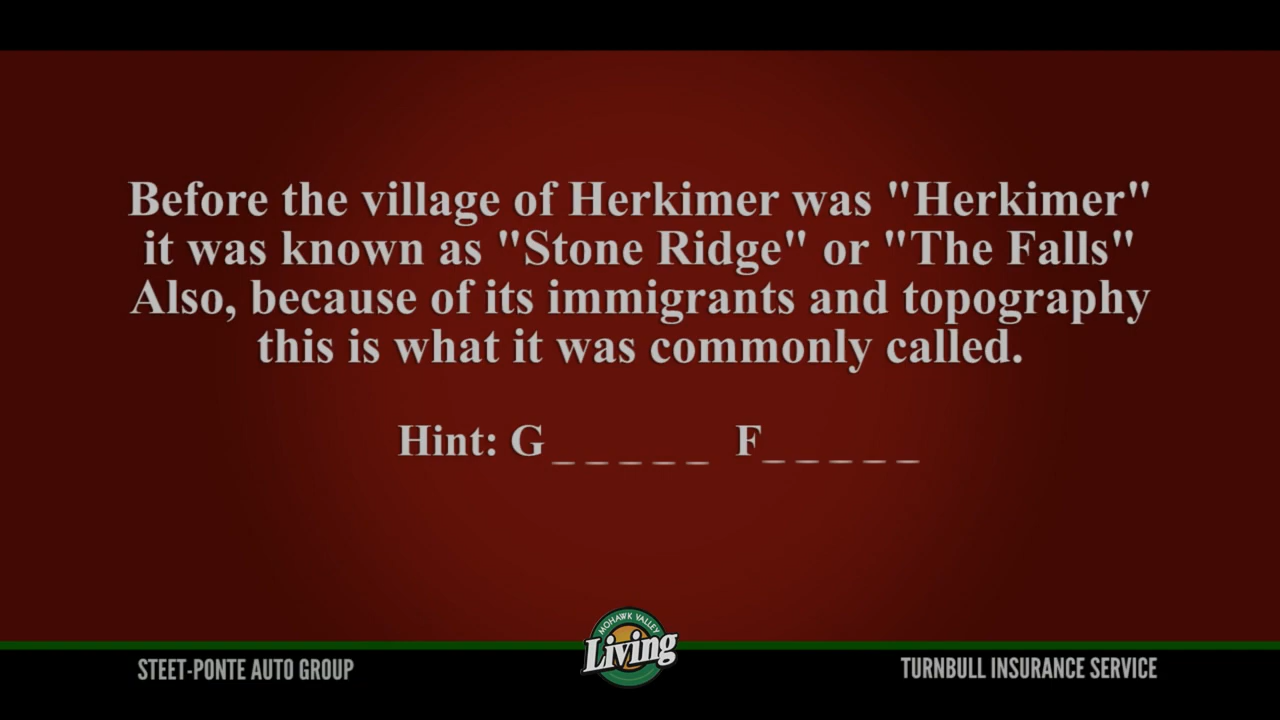 Before the village of Herkimer was "Herkimer"
it was known as "Stone Ridge" or "The Falls"
Also, because of its immigrants and topography
this is what it was commonly called.
Hint: G _ _ _ _ _ F_ _ _ _ _
MOHAWK VALLEY
Living
STEET-PONTE AUTO GROUP
TURNBULL INSURANCE SERVICE